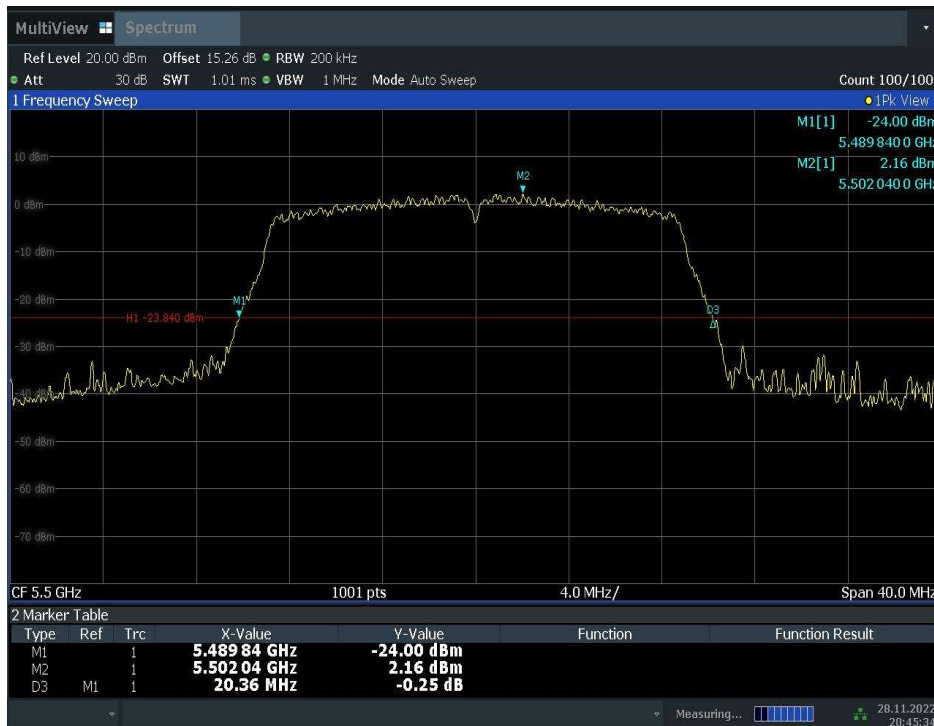 MultiView Spectrum
Ref Level 20.00 dBm Offset 15.26 dB RBW 200 kHz
Att 30 dB SWT 1.01 ms VBW 1 MHz Mode Auto Sweep Count 100/100
1 Frequency Sweep 1Pk View
M1[1] -24.00 dBm
5.489 840 0 GHz
M2[1] 2.16 dBm
5.502 040 0 GHz
10 dBm
M2
0 dBm
-10 dBm
-20 dBm
M1
H1 -23.840 dBm
D3
-30 dBm
-40 dBm
-50 dBm
-60 dBm
-70 dBm
CF 5.5 GHz 1001 pts 4.0 MHz/ Span 40.0 MHz
2 Marker Table
Type Ref Trc X-Value Y-Value Function Function Result
M1 1 5.489 84 GHz -24.00 dBm
M2 1 5.502 04 GHz 2.16 dBm
D3 M1 1 20.36 MHz -0.25 dB
Measuring... 28.11.2022
20:45:34